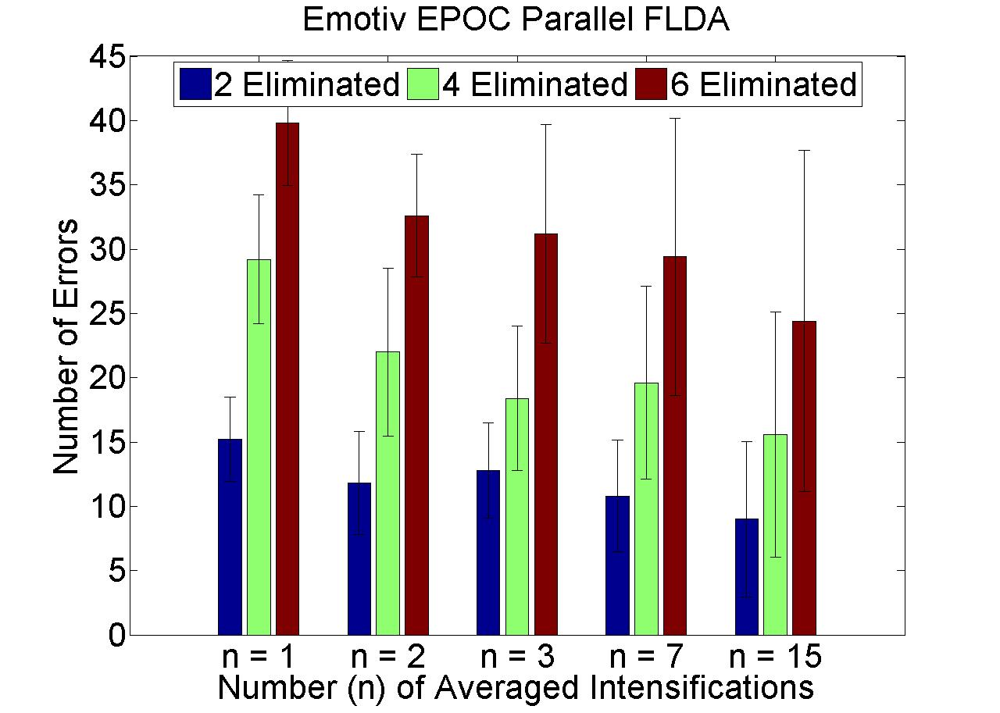 Emotiv EPOC Parallel FLDA
45
2 Eliminated 4 Eliminated 6 Eliminated
40
35
30
25
20
15
10
5
0
Number of Errors
n = 1 n = 2 n = 3 n = 7 n = 15
Number (n) of Averaged Intensifications